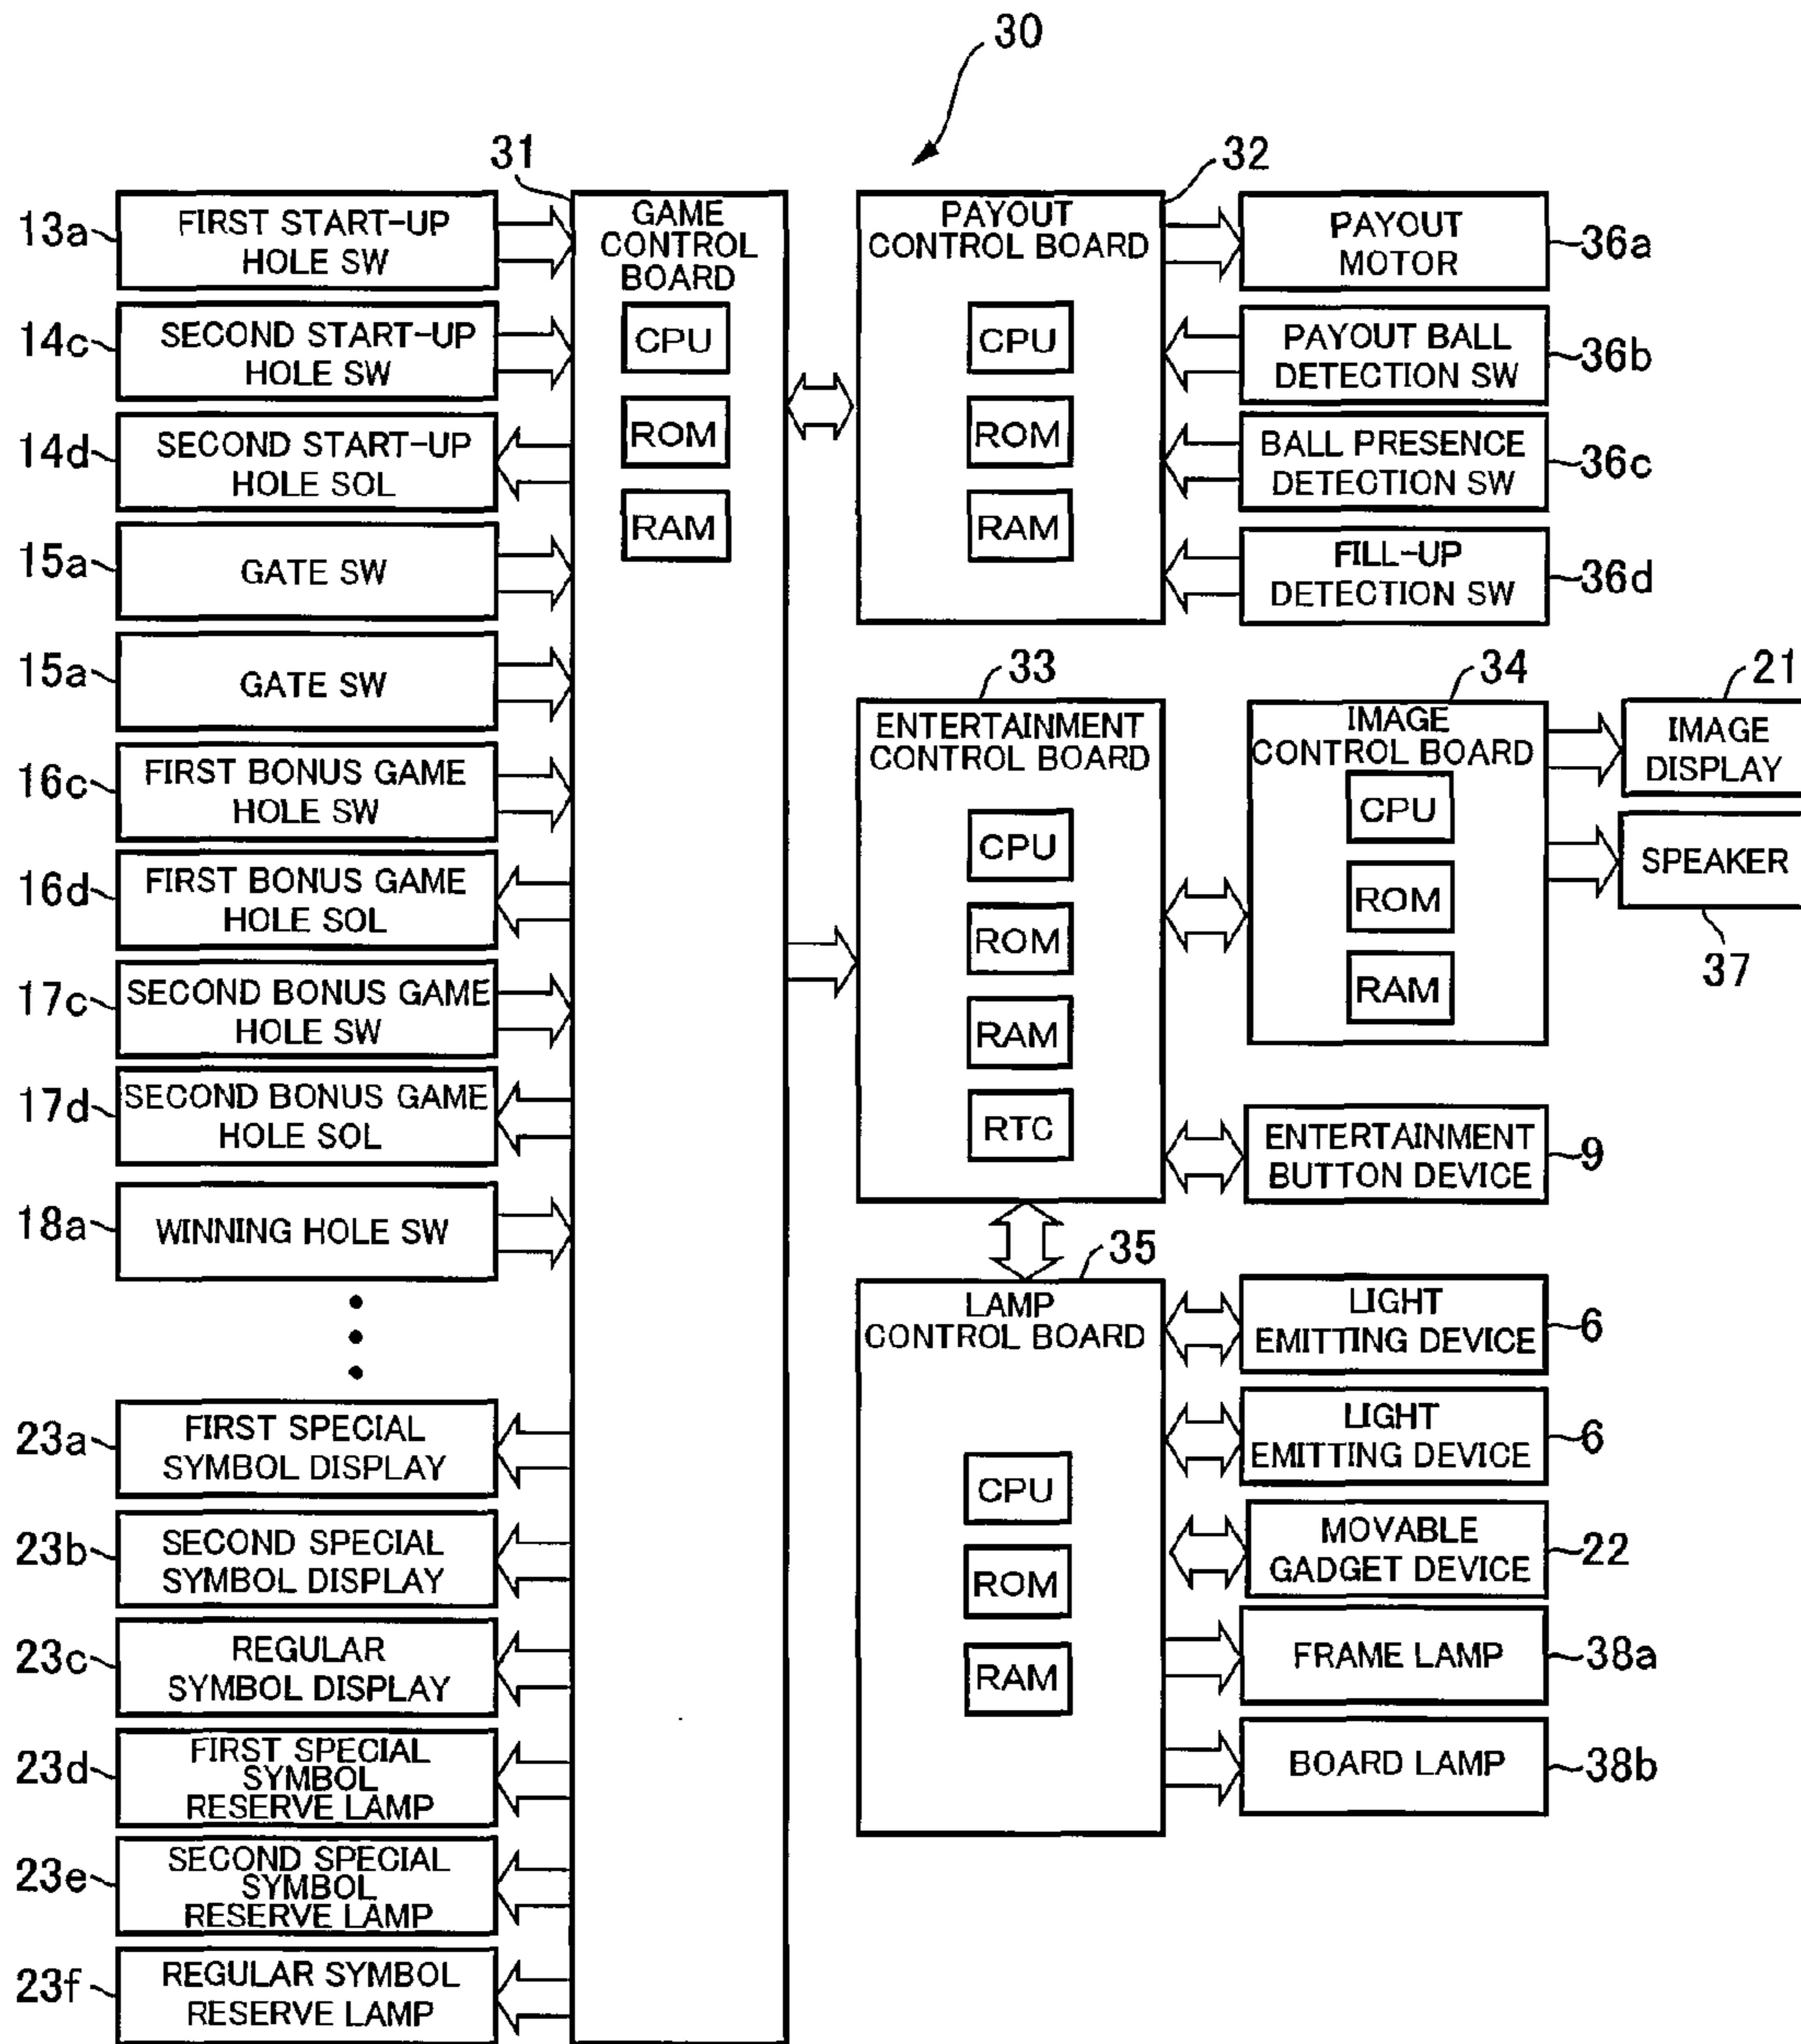 30
31
32
13a
FIRST START-UP
HOLE SW
14c
SECOND START-UP
HOLE SW
14d
SECOND START-UP
HOLE SOL
15a
GATE SW
15a
GATE SW
16c
FIRST BONUS GAME
HOLE SW
16d
FIRST BONUS GAME
HOLE SOL
17c
SECOND BONUS GAME
HOLE SW
17d
SECOND BONUS GAME
HOLE SOL
18a
WINNING HOLE SW
23a
FIRST SPECIAL
SYMBOL DISPLAY
23b
SECOND SPECIAL
SYMBOL DISPLAY
23c
REGULAR
SYMBOL DISPLAY
23d
FIRST SPECIAL
SYMBOL
RESERVE LAMP
23e
SECOND SPECIAL
SYMBOL
RESERVE LAMP
23f
REGULAR SYMBOL
RESERVE LAMP
GAME
CONTROL
BOARD
CPU
ROM
RAM
PAYOUT
CONTROL BOARD
CPU
ROM
RAM
PAYOUT
MOTOR
36a
PAYOUT BALL
DETECTION SW
36b
BALL PRESENCE
DETECTION SW
36c
FILL-UP
DETECTION SW
36d
33
ENTERTAINMENT
CONTROL BOARD
CPU
ROM
RAM
RTC
34
IMAGE
CONTROL BOARD
CPU
ROM
RAM
21
IMAGE
DISPLAY
SPEAKER
37
ENTERTAINMENT
BUTTON DEVICE
9
35
LAMP
CONTROL BOARD
CPU
ROM
RAM
LIGHT
EMITTING DEVICE
6
LIGHT
EMITTING DEVICE
6
MOVABLE
GADGET DEVICE
22
FRAME LAMP
38a
BOARD LAMP
38b